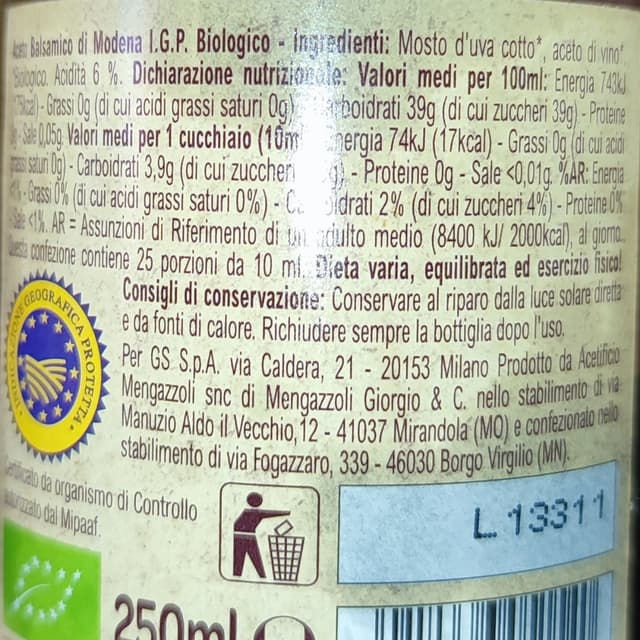 Balsamico di Modena I.G.P. Biologico - Ingredienti: Mosto d'uva cotto*, aceto di vino*.
*Biologico. Acidità 6 %. Dichiarazione nutrizionale: Valori medi per 100ml: Energia 743kJ
- Grassi 0g (di cui acidi grassi saturi 0g) 39g (di cui zuccheri 39g) - Proteine
- Sale 0,05g. Valori medi per 1 cucchiaio (10ml 74kJ (17kcal) - Grassi 0g (di cui acidi
grassi saturi 0g) - Carboidrati 3,9g (di cui zuccheri - Proteine 0g - Sale <0,01g. %AR: Energia
- Grassi 0% (di cui acidi grassi saturi 0%) - 2% (di cui zuccheri 4%) - Proteine 0%
- Sale <1%. AR = Assunzioni di Riferimento di un adulto medio (8400 kJ/ 2000kcal), al giorno.
Questa confezione contiene 25 porzioni da 10 ml. Dieta varia, equilibrata ed esercizio fisico!
Consigli di conservazione: Conservare al riparo dalla luce solare diretta
e da fonti di calore. Richiudere sempre la bottiglia dopo l'uso.
INDICAZIONE GEOGRAFICA PROTETTA
Per GS S.p.A. via Caldera, 21 - 20153 Milano Prodotto da Acetificio
Mengazzoli snc di Mengazzoli Giorgio & C. nello stabilimento di via
Manuzio Aldo il Vecchio, 12 - 41037 Mirandola (MO) e confezionato nello
stabilimento di via Fogazzaro, 339 - 46030 Borgo Virgilio (MN).
Certificato da organismo di Controllo
autorizzato dal Mipaaf.
L.13311
250ml